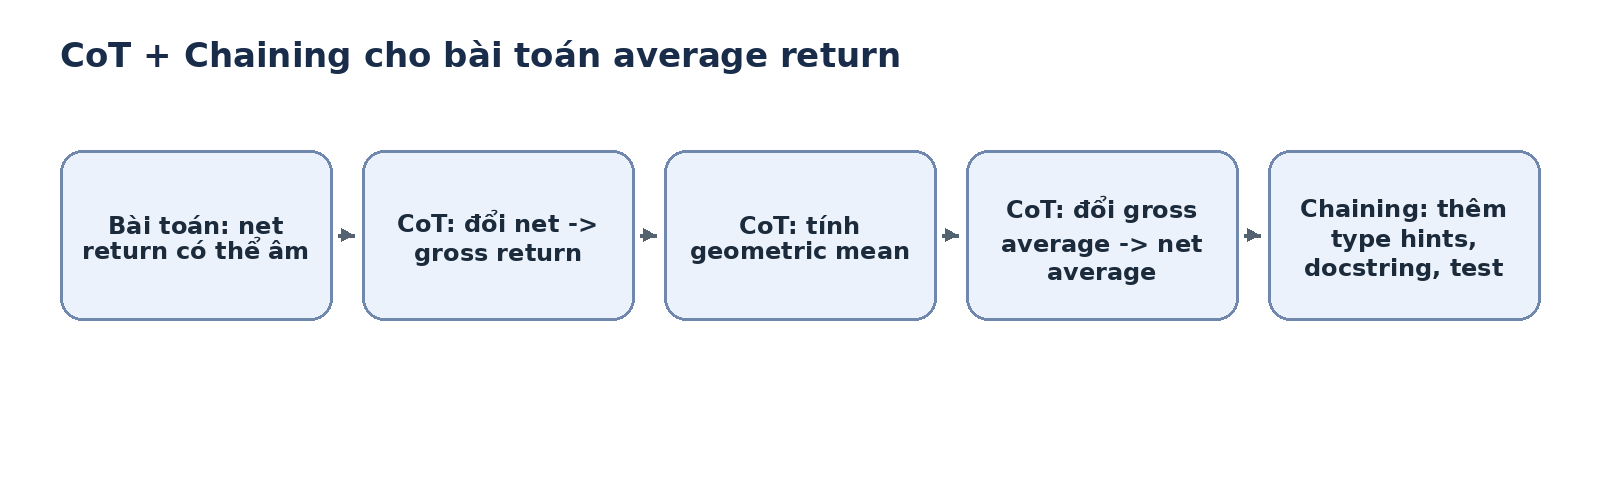 CoT + Chaining cho bài toán average return
Bài toán: net
return có thể âm
CoT: đổi net ->
gross return
CoT: tính
geometric mean
CoT: đổi gross
average -> net
average
Chaining: thêm
type hints,
docstring, test